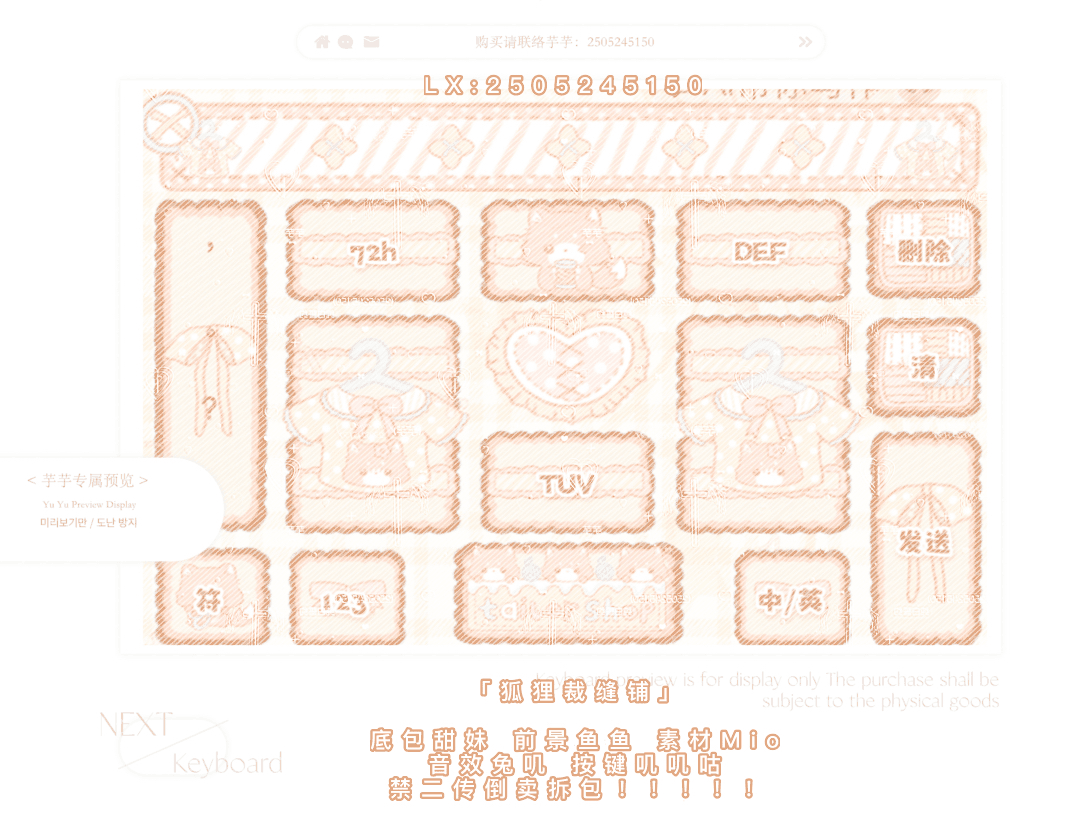 购买请联络芋芋：2505245150
LX:2505245150
,
72h
DEF
删除
清
?
TUV
< 芋芋专属预览 >
Yu Yu Preview Display
미리보기만 / 도난 방지
发送
符
123
tailor shop
中/英
Keyboard preview is for display only The purchase shall be
subject to the physical goods
「狐狸裁缝铺」
NEXT
Keyboard
底包甜妹 前景鱼鱼 素材Mio
音效兔叽 按键叽叽咕
禁二传倒卖拆包！！！！！